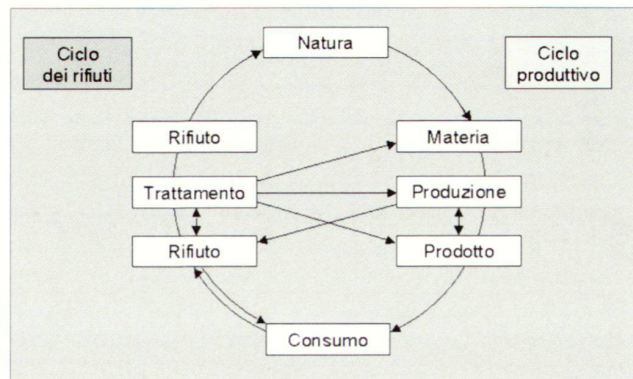 Ciclo
dei rifiuti
Natura
Ciclo
produttivo
Rifiuto
Materia
Trattamento
Produzione
Rifiuto
Prodotto
Consumo